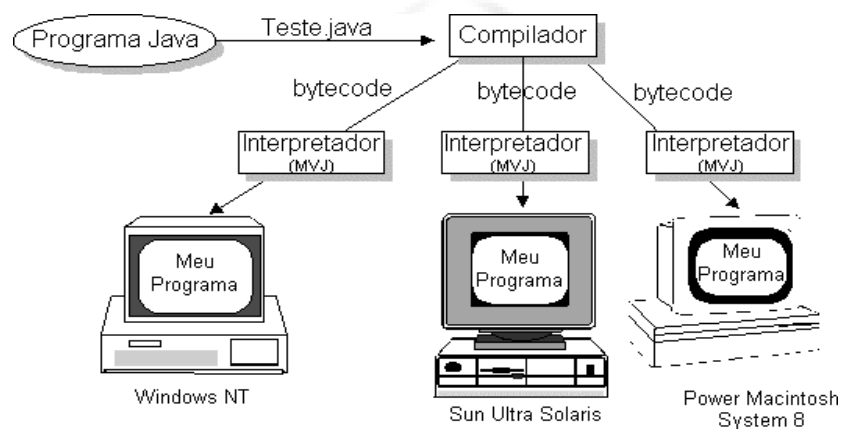 Programa Java
Teste.java
Compilador
bytecode
bytecode
bytecode
Interpretador
(MVJ)
Interpretador
(MVJ)
Interpretador
(MVJ)
Meu
Programa
Meu
Programa
Meu
Programa
Windows NT
Sun Ultra Solaris
Power Macintosh
System 8